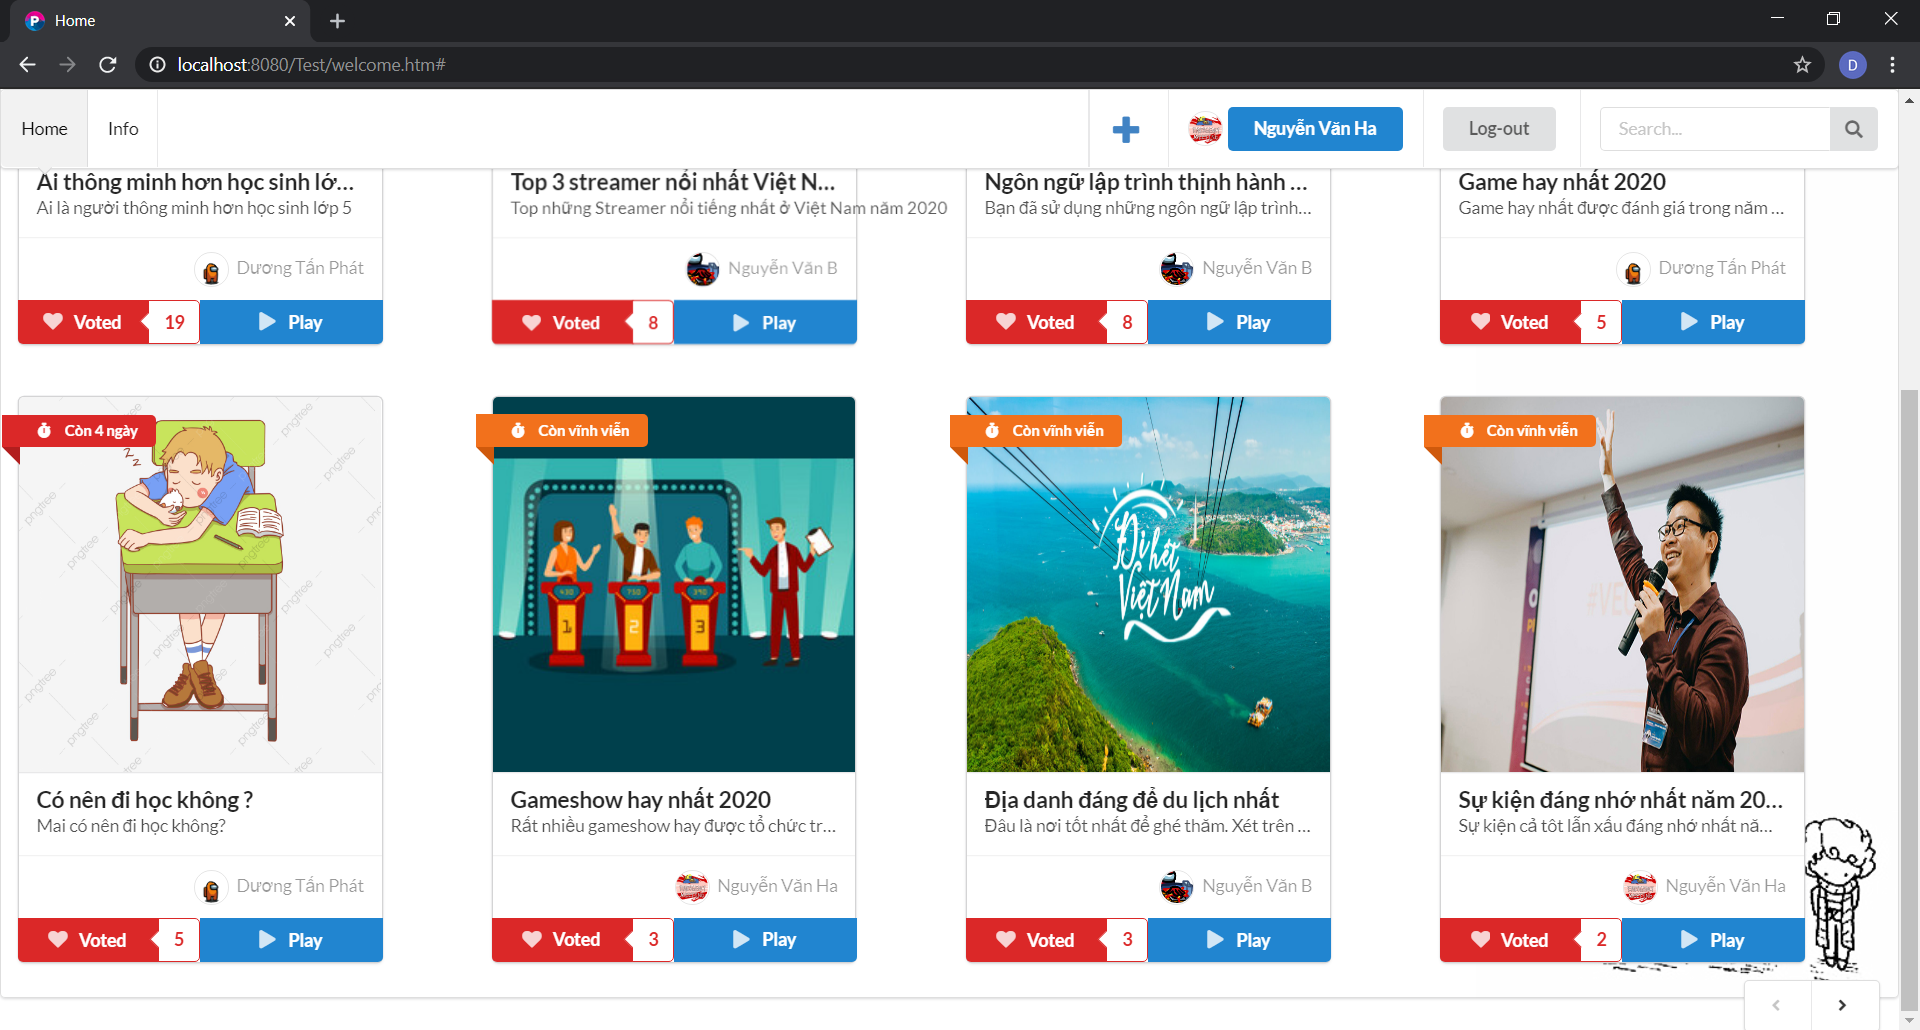 Home
localhost:8080/Test/welcome.htm#
D
Home
Info
Nguyễn Văn Ha
Log-out
Search...
Ai thông minh hơn học sinh lớ...
Ai là người thông minh hơn học sinh lớp 5
Dương Tấn Phát
Voted 19 Play
Top 3 streamer nổi nhất Việt N...
Top những Streamer nổi tiếng nhất ở Việt Nam năm 2020
Nguyễn Văn B
Voted 8 Play
Ngôn ngữ lập trình thịnh hành ...
Bạn đã sử dụng những ngôn ngữ lập trình...
Nguyễn Văn B
Voted 8 Play
Game hay nhất 2020
Game hay nhất được đánh giá trong năm ...
Dương Tấn Phát
Voted 5 Play
Còn 4 ngày
zzz
pngtree
Có nên đi học không ?
Mai có nên đi học không?
Dương Tấn Phát
Voted 5 Play
Còn vĩnh viễn
430 750 390
1 2 3
Gameshow hay nhất 2020
Rất nhiều gameshow hay được tổ chức tr...
Nguyễn Văn Ha
Voted 3 Play
Còn vĩnh viễn
Đi hết
Việt Nam
Địa danh đáng để du lịch nhất
Đâu là nơi tốt nhất để ghé thăm. Xét trên ...
Nguyễn Văn B
Voted 3 Play
Còn vĩnh viễn
Sự kiện đáng nhớ nhất năm 20...
Sự kiện cả tôt lẫn xấu đáng nhớ nhất nă...
Nguyễn Văn Ha
Voted 2 Play